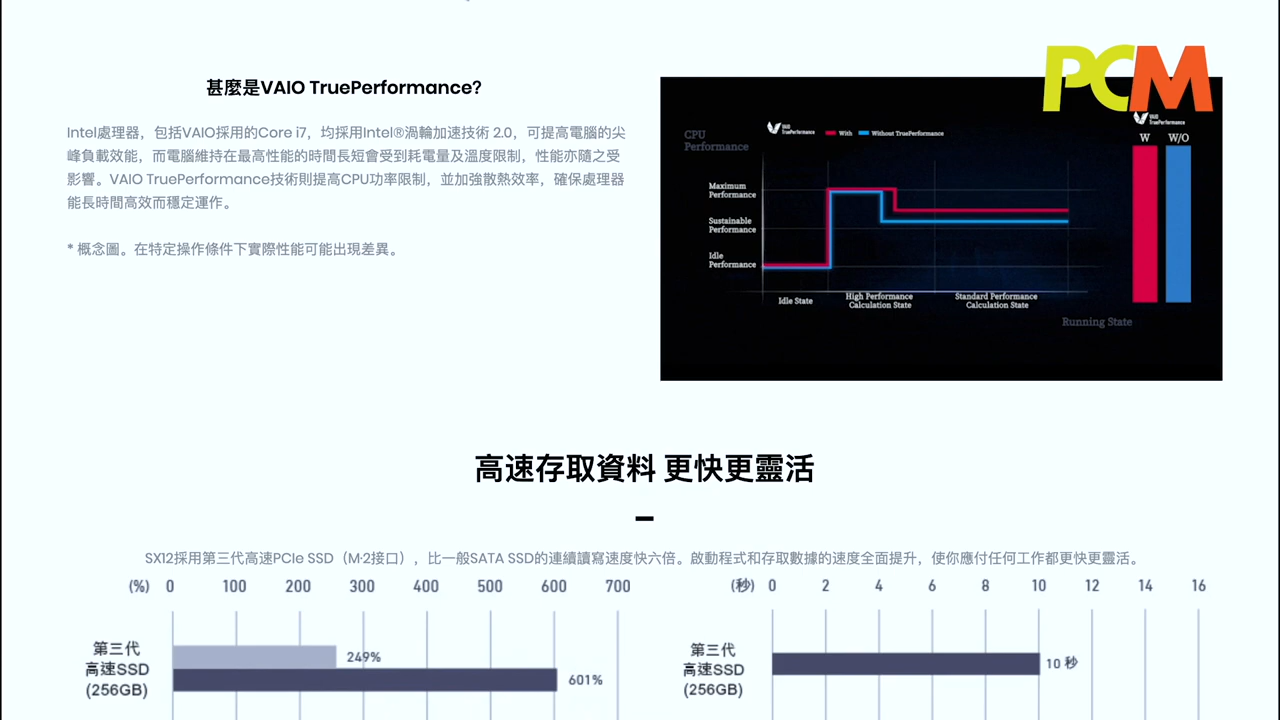 PCM
甚麼是VAIO TruePerformance?
Intel處理器，包括VAIO採用的Core i7，均採用Intel®渦輪加速技術 2.0，可提高電腦的尖
峰負載效能，而電腦維持在最高性能的時間長短會受到耗電量及溫度限制，性能亦隨之受
影響。VAIO TruePerformance技術則提高CPU功率限制，並加強散熱效率，確保處理器
能長時間高效而穩定運作。
* 概念圖。在特定操作條件下實際性能可能出現差異。
CPU
Performance
VAIO
TruePerformance
With
Without TruePerformance
VAIO
TruePerformance
W
W/O
Maximum
Performance
Sustainable
Performance
Idle
Performance
Idle State
High Performance
Calculation State
Standard Performance
Calculation State
Running State
高速存取資料 更快更靈活
SX12採用第三代高速PCIe SSD（M·2接口），比一般SATA SSD的連續讀寫速度快六倍。啟動程式和存取數據的速度全面提升，使你應付任何工作都更快更靈活。
(%) 0 100 200 300 400 500 600 700
第三代
高速SSD
(256GB)
249%
601%
(秒) 0 2 4 6 8 10 12 14 16
第三代
高速SSD
(256GB)
10 秒